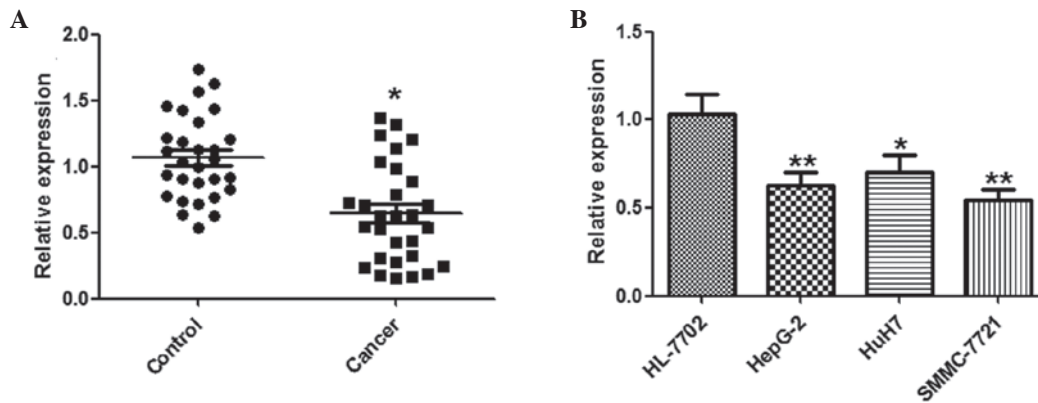 A
Relative expression
2.0
1.5
1.0
0.5
0.0
*
Control
Cancer
B
Relative expression
1.5
1.0
0.5
0.0
**
*
**
HL-7702
HepG-2
HuH7
SMMC-7721